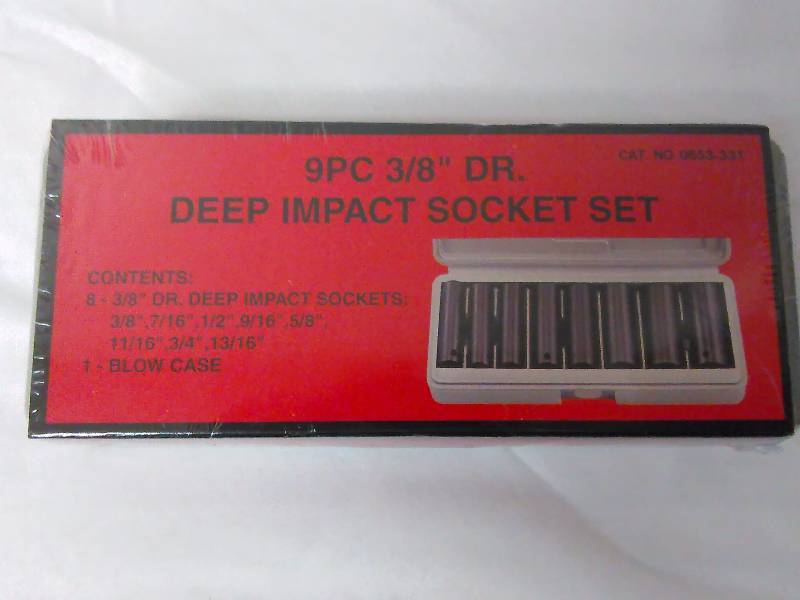 9PC 3/8" DR.
CAT. NO 0653-331
DEEP IMPACT SOCKET SET
CONTENTS:
8 - 3/8" DR. DEEP IMPACT SOCKETS:
3/8",7/16",1/2",9/16",5/8",
11/16",3/4",13/16"
1 - BLOW CASE